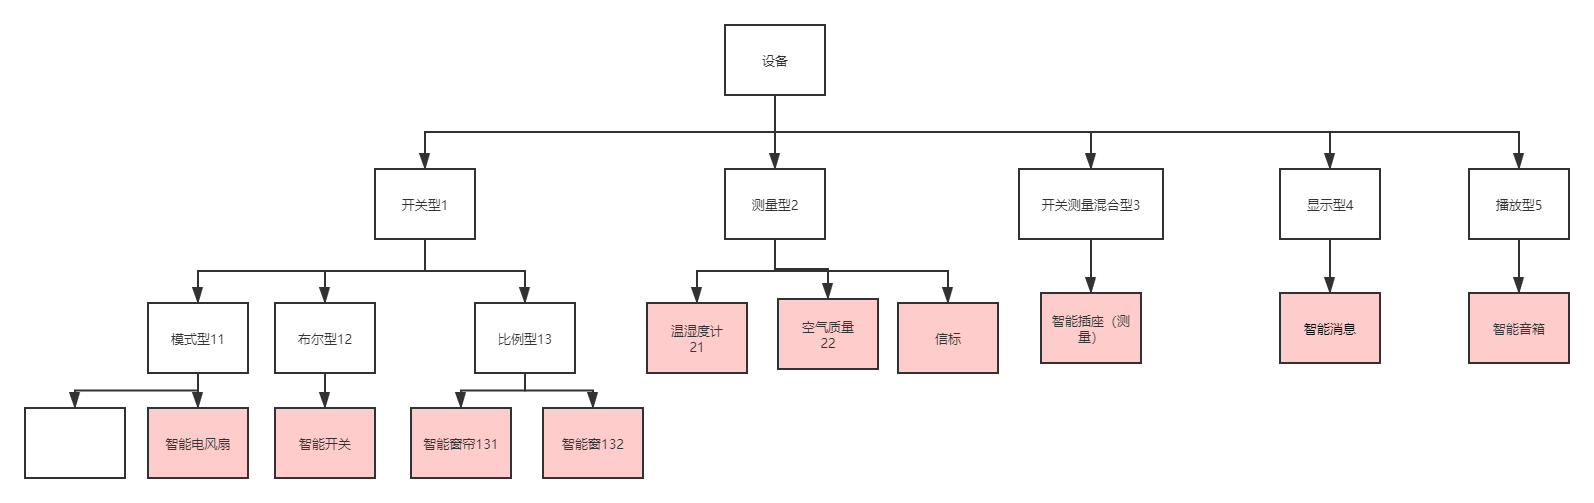 设备
开关型1
测量型2
开关测量混合型3
显示型4
播放型5
模式型11
布尔型12
比例型13
温湿度计
21
空气质量
22
信标
智能插座（测
量）
智能消息
智能音箱
智能电风扇
智能开关
智能窗帘131
智能窗132